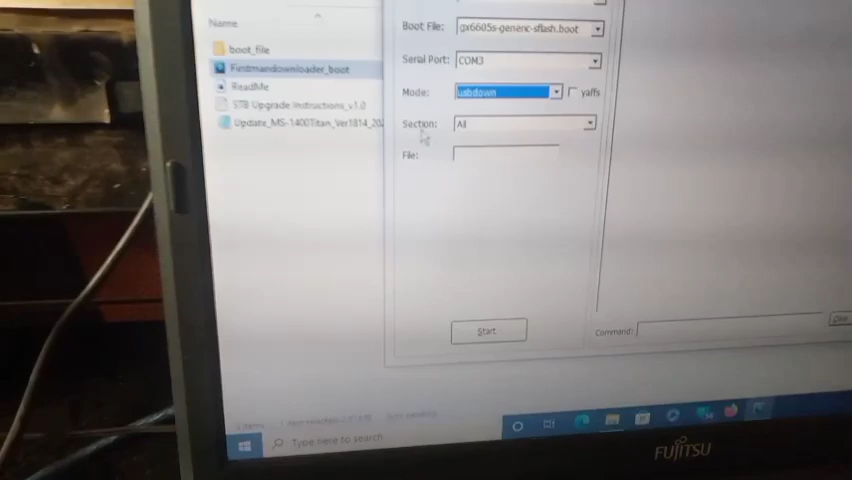 Name
boot_file
Firstmandownloader_boot
ReadMe
STB Upgrade Instructions_v1.0
Update_MS-1400Titan_Ver1814_20
Boot File: gx6605s-generic-sflash.boot
Serial Port: COM3
Mode: usbdown yaffs
Section: All
File:
Start
Command:
Type here to search
FUJITSU